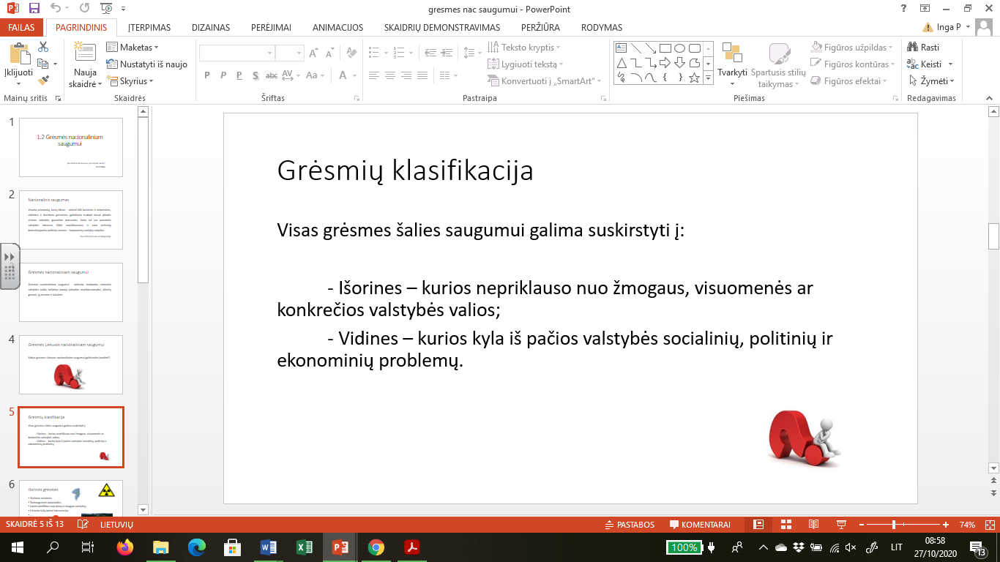 gresmes nac saugumui - PowerPoint
FAILAS PAGRINDINIS ĮTERPIMAS DIZAINAS PERĖJIMAI ANIMACIJOS SKAIDRIŲ DEMONSTRAVIMAS PERŽIŪRA RODYMAS Inga P
Įklijuoti
Mainų sritis
Nauja skaidrė
Maketas
Nustatyti iš naujo
Skyrius
Skaidrės
P P P S abc AV Aa A
Šriftas
Teksto kryptis
Lygiuoti tekstą
Konvertuoti į „SmartArt“
Pastraipa
Tvarkyti
Spartusis stilių taikymas
Figūros užpildas
Figūros kontūras
Figūros efektai
Piešimas
Rasti
Keisti
Žymėti
Redagavimas
1
1.2 Grėsmės nacionaliniam
saugumui
2
Nacionalinis saugumas
Grėsmės nacionaliniam saugumui
4
Grėsmės Lietuvos nacionaliniam saugumui
5
Grėsmių klasifikacija
6
Išorinės grėsmės
Grėsmių klasifikacija
Visas grėsmes šalies saugumui galima suskirstyti į:
- Išorines – kurios nepriklauso nuo žmogaus, visuomenės ar
konkrečios valstybės valios;
- Vidines – kurios kyla iš pačios valstybės socialinių, politinių ir
ekonominių problemų.
SKAIDRĖ 5 IŠ 13 LIETUVIŲ PASTABOS KOMENTARAI 74%
100% LIT 08:58
27/10/2020
13